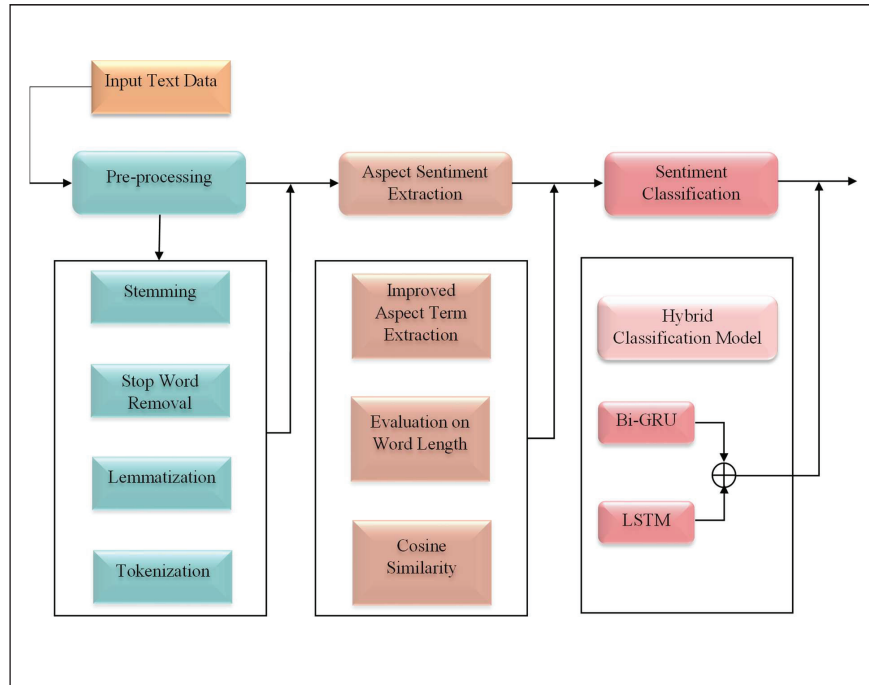 Input Text Data
Pre-processing
Aspect Sentiment
Extraction
Sentiment
Classification
Stemming
Stop Word
Removal
Lemmatization
Tokenization
Improved
Aspect Term
Extraction
Evaluation on
Word Length
Cosine
Similarity
Hybrid
Classification Model
Bi-GRU
LSTM